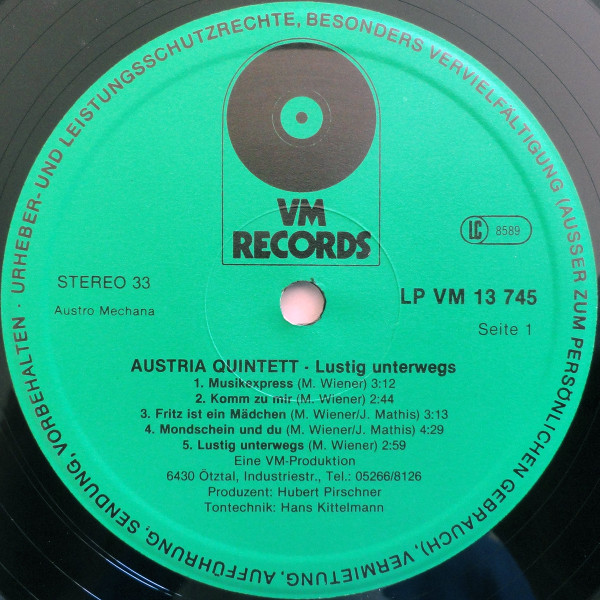 URHEBER- UND LEISTUNGSSCHUTZRECHTE, BESONDERS VERVIELFÄLTIGUNG (AUSSER ZUM PERSÖNLICHEN GEBRAUCH), VERMIETUNG, AUFFÜHRUNG, SENDUNG, VORBEHALTEN ·
VM
RECORDS
LC 8589
STEREO 33
LP VM 13 745
Austro Mechana
Seite 1
AUSTRIA QUINTETT · Lustig unterwegs
1. Musikexpress (M. Wiener) 3:12
2. Komm zu mir (M. Wiener) 2:44
3. Fritz ist ein Mädchen (M. Wiener/J. Mathis) 3:13
4. Mondschein und du (M. Wiener/J. Mathis) 4:29
5. Lustig unterwegs (M. Wiener) 2:59
Eine VM-Produktion
6430 Ötztal, Industriestr., Tel.: 05266/8126
Produzent: Hubert Pirschner
Tontechnik: Hans Kittelmann